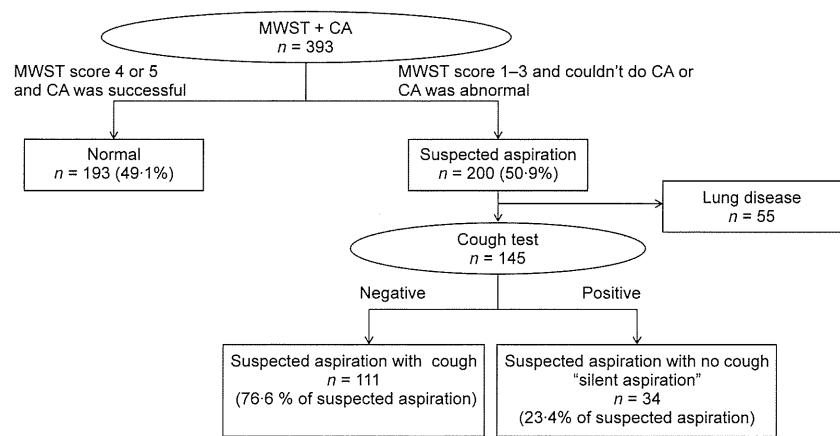 MWST + CA
n = 393
MWST score 4 or 5
and CA was successful
MWST score 1–3 and couldn't do CA or
CA was abnormal
Normal
n = 193 (49·1%)
Suspected aspiration
n = 200 (50·9%)
Lung disease
n = 55
Cough test
n = 145
Negative
Positive
Suspected aspiration with cough
n = 111
(76·6 % of suspected aspiration)
Suspected aspiration with no cough
"silent aspiration"
n = 34
(23·4% of suspected aspiration)